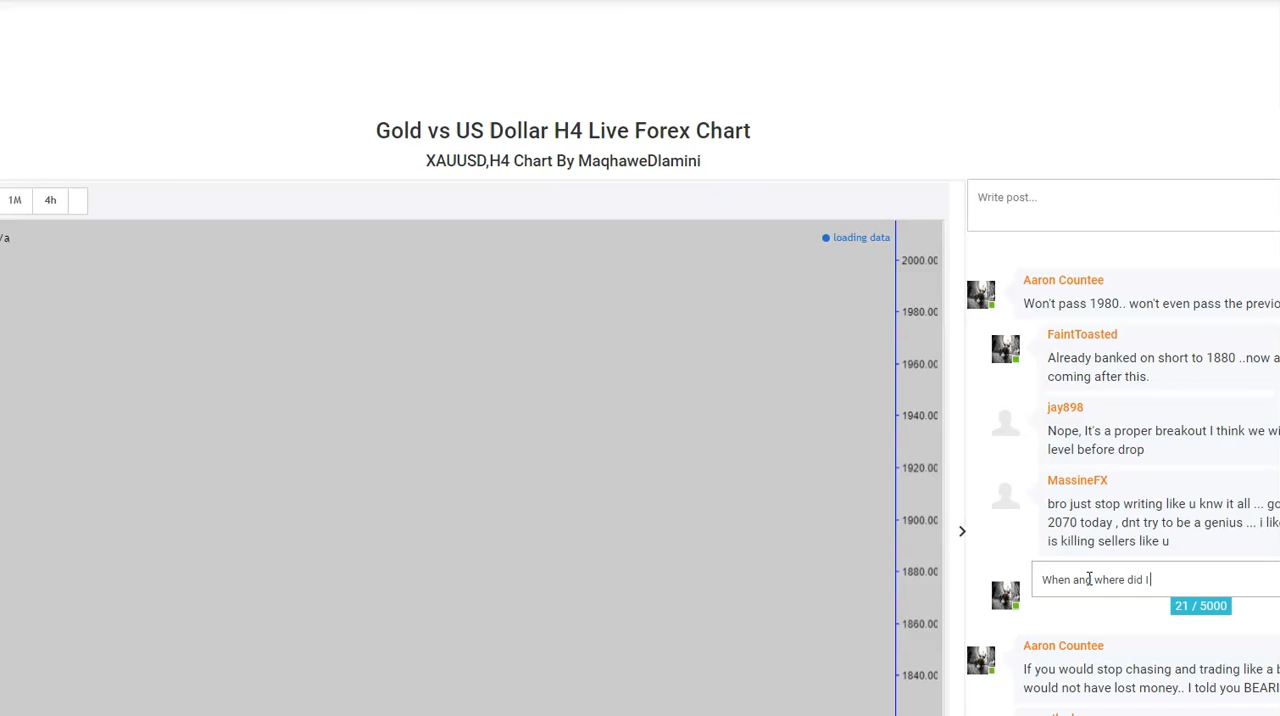 Gold vs US Dollar H4 Live Forex Chart
XAUUSD,H4 Chart By MaqhaweDlamini
1M
4h
/a
loading data
2000.00
1980.00
1960.00
1940.00
1920.00
1900.00
1880.00
1860.00
1840.00
Write post...
Aaron Countee
Won't pass 1980.. won't even pass the previo
FaintToasted
Already banked on short to 1880 ..now a
coming after this.
jay898
Nope, It's a proper breakout I think we wi
level before drop
MassineFX
bro just stop writing like u knw it all ... go
2070 today , dnt try to be a genius ... i lik
is killing sellers like u
When and where did I
21 / 5000
Aaron Countee
If you would stop chasing and trading like a b
would not have lost money.. I told you BEARI